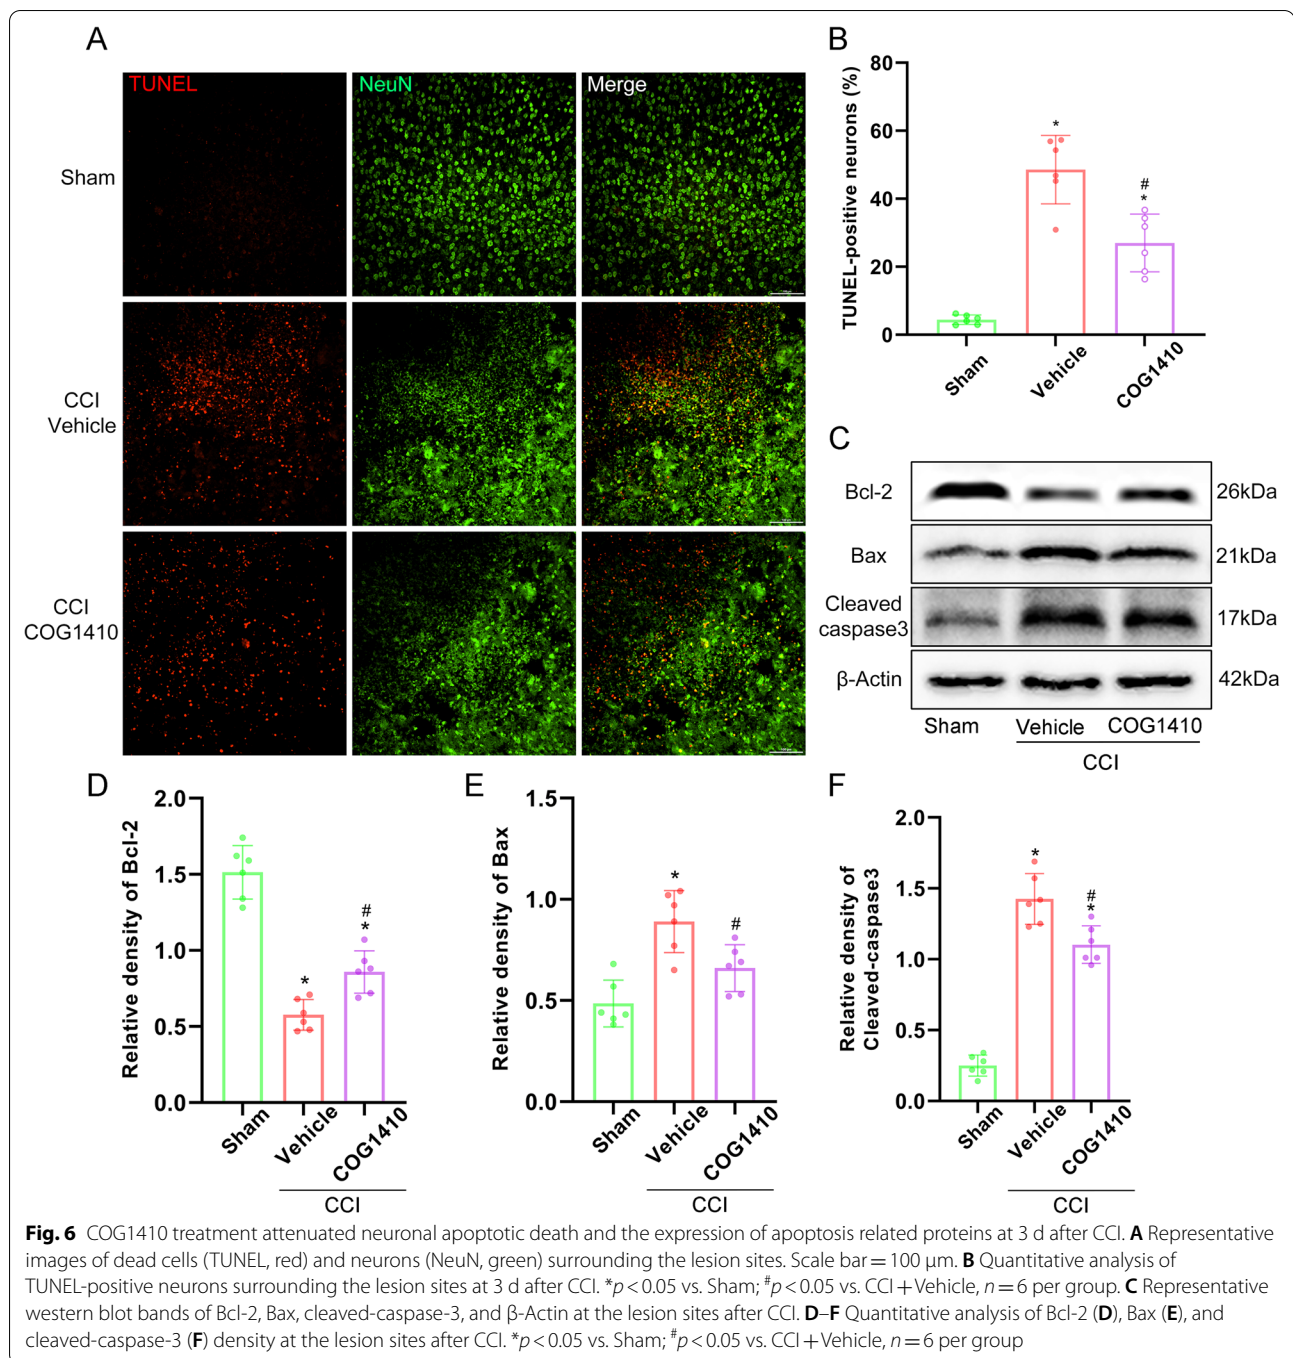 A
TUNEL
NeuN
Merge
Sham
CCI
Vehicle
CCI
COG1410
B
TUNEL-positive neurons (%)
80
60
40
20
0
*
#
*
Sham
Vehicle
COG1410
C
Bcl-2
26kDa
Bax
21kDa
Cleaved
caspase3
17kDa
β-Actin
42kDa
Sham
Vehicle
COG1410
CCI
D
Relative density of Bcl-2
2.0
1.5
1.0
0.5
0.0
*
#
*
Sham
Vehicle
COG1410
CCI
E
Relative density of Bax
1.5
1.0
0.5
0.0
*
#
Sham
Vehicle
COG1410
CCI
F
Relative density of
Cleaved-caspase3
2.0
1.5
1.0
0.5
0.0
*
#
*
Sham
Vehicle
COG1410
CCI
Fig. 6 COG1410 treatment attenuated neuronal apoptotic death and the expression of apoptosis related proteins at 3 d after CCI. A Representative
images of dead cells (TUNEL, red) and neurons (NeuN, green) surrounding the lesion sites. Scale bar = 100 μm. B Quantitative analysis of
TUNEL-positive neurons surrounding the lesion sites at 3 d after CCI. *p < 0.05 vs. Sham; #p < 0.05 vs. CCI + Vehicle, n = 6 per group. C Representative
western blot bands of Bcl-2, Bax, cleaved-caspase-3, and β-Actin at the lesion sites after CCI. D–F Quantitative analysis of Bcl-2 (D), Bax (E), and
cleaved-caspase-3 (F) density at the lesion sites after CCI. *p < 0.05 vs. Sham; #p < 0.05 vs. CCI + Vehicle, n = 6 per group